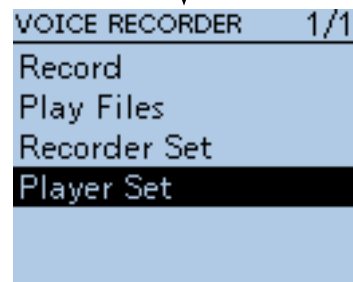 VOICE RECORDER 1/1
Record
Play Files
Recorder Set
Player Set